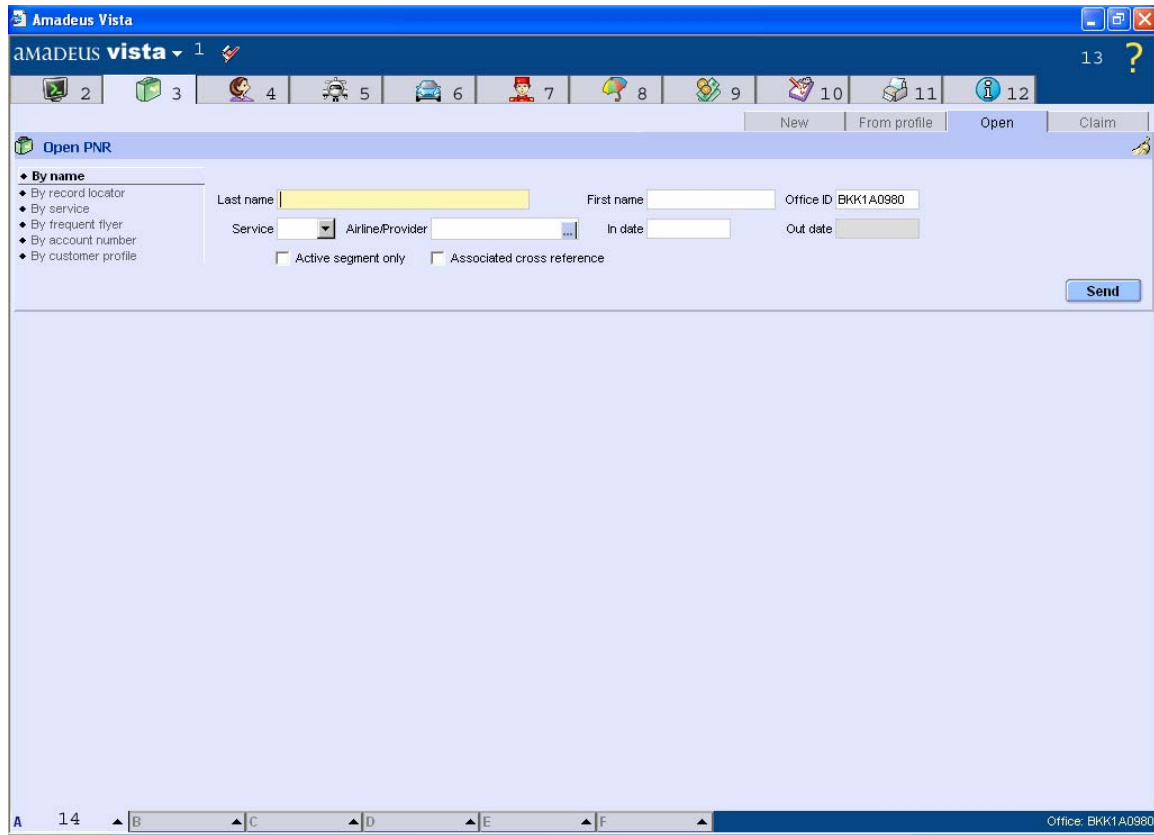 Amadeus Vista
aMaDEUS vista 1
13 ?
2 3 4 5 6 7 8 9 10 11 12
New From profile Open Claim
Open PNR
By name
By record locator
By service
By frequent flyer
By account number
By customer profile
Last name First name Office ID BKK1A0980
Service Airline/Provider ... In date Out date
Active segment only Associated cross reference
Send
A 14 B C D E F Office: BKK1A0980